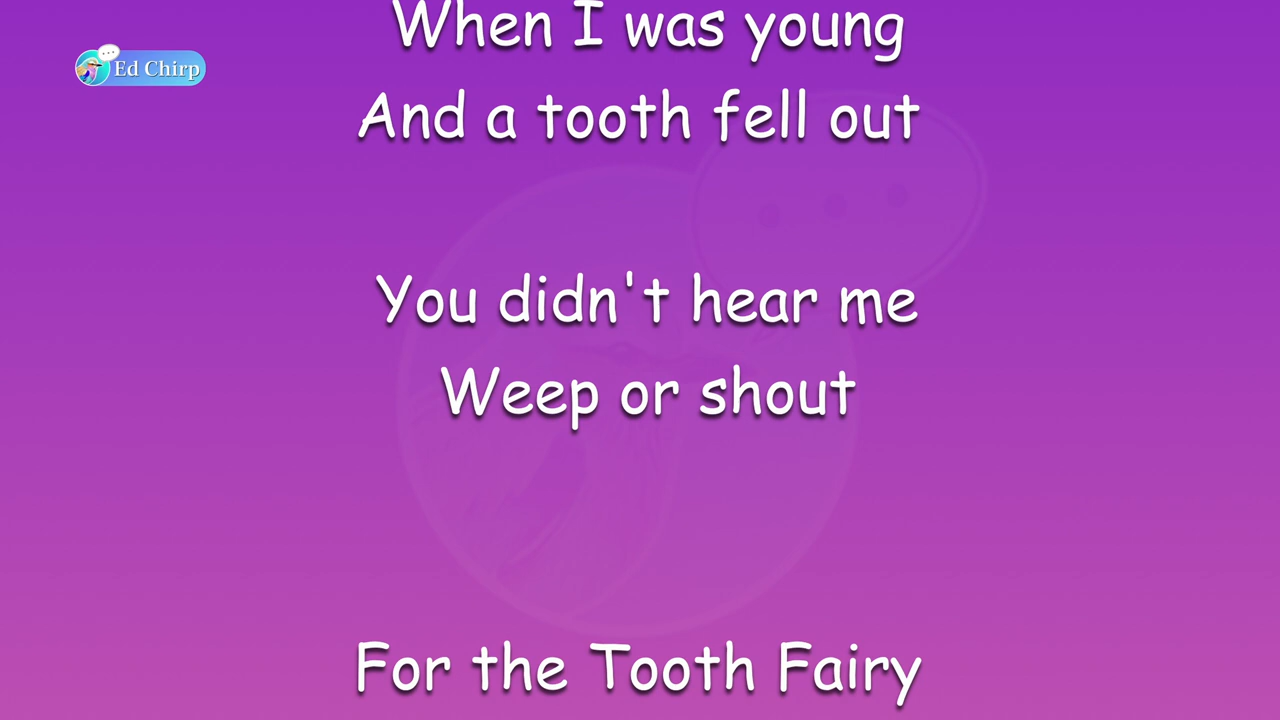 When I was young
Ed Chirp
And a tooth fell out
You didn't hear me
Weep or shout
For the Tooth Fairy